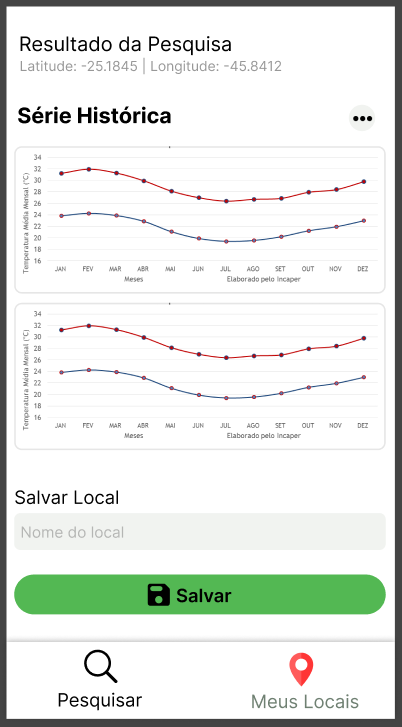 Resultado da Pesquisa
Latitude: -25.1845 | Longitude: -45.8412
Série Histórica
Temperatura Média Mensal (°C)
34
32
30
28
26
24
22
20
18
16
JAN FEV MAR ABR MAI JUN JUL AGO SET OUT NOV DEZ
Meses Elaborado pelo Incaper
Temperatura Média Mensal (°C)
34
32
30
28
26
24
22
20
18
16
JAN FEV MAR ABR MAI JUN JUL AGO SET OUT NOV DEZ
Meses Elaborado pelo Incaper
Salvar Local
Nome do local
Salvar
Pesquisar Meus Locais